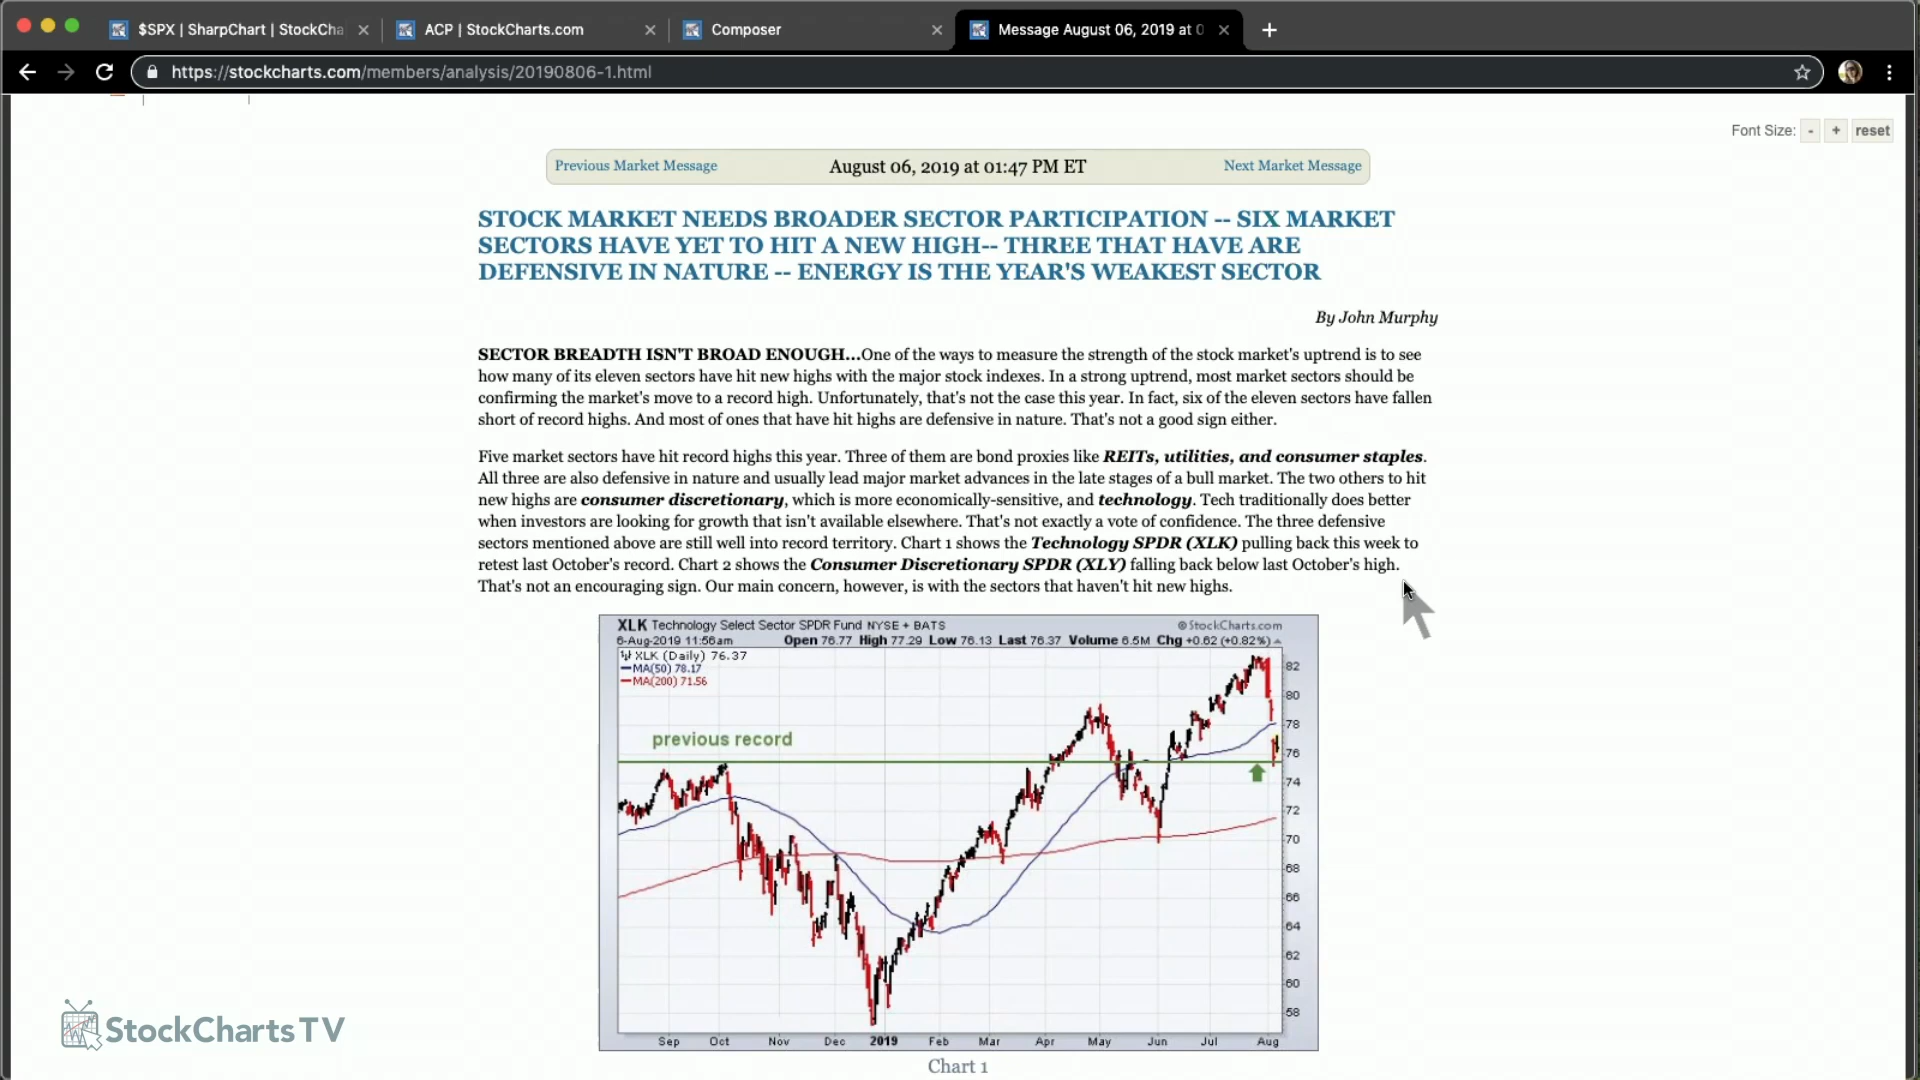 $SPX | SharpChart | StockCha
ACP | StockCharts.com
Composer
Message August 06, 2019 at 0
https://stockcharts.com/members/analysis/20190806-1.html
Font Size: - + reset
Previous Market Message
August 06, 2019 at 01:47 PM ET
Next Market Message
STOCK MARKET NEEDS BROADER SECTOR PARTICIPATION -- SIX MARKET
SECTORS HAVE YET TO HIT A NEW HIGH-- THREE THAT HAVE ARE
DEFENSIVE IN NATURE -- ENERGY IS THE YEAR'S WEAKEST SECTOR
By John Murphy
SECTOR BREADTH ISN'T BROAD ENOUGH...One of the ways to measure the strength of the stock market's uptrend is to see
how many of its eleven sectors have hit new highs with the major stock indexes. In a strong uptrend, most market sectors should be
confirming the market's move to a record high. Unfortunately, that's not the case this year. In fact, six of the eleven sectors have fallen
short of record highs. And most of ones that have hit highs are defensive in nature. That's not a good sign either.
Five market sectors have hit record highs this year. Three of them are bond proxies like REITs, utilities, and consumer staples.
All three are also defensive in nature and usually lead major market advances in the late stages of a bull market. The two others to hit
new highs are consumer discretionary, which is more economically-sensitive, and technology. Tech traditionally does better
when investors are looking for growth that isn't available elsewhere. That's not exactly a vote of confidence. The three defensive
sectors mentioned above are still well into record territory. Chart 1 shows the Technology SPDR (XLK) pulling back this week to
retest last October's record. Chart 2 shows the Consumer Discretionary SPDR (XLY) falling back below last October's high.
That's not an encouraging sign. Our main concern, however, is with the sectors that haven't hit new highs.
XLK Technology Select Sector SPDR Fund NYSE + BATS
© StockCharts.com
6-Aug-2019 11:56am
Open 76.77 High 77.29 Low 76.13 Last 76.37 Volume 6.5M Chg +0.62 (+0.82%)
XLK (Daily) 76.37
MA(50) 78.17
MA(200) 71.56
82
80
78
previous record
76
74
72
70
68
66
64
62
60
58
Sep Oct Nov Dec 2019 Feb Mar Apr May Jun Jul Aug
StockCharts TV
Chart 1